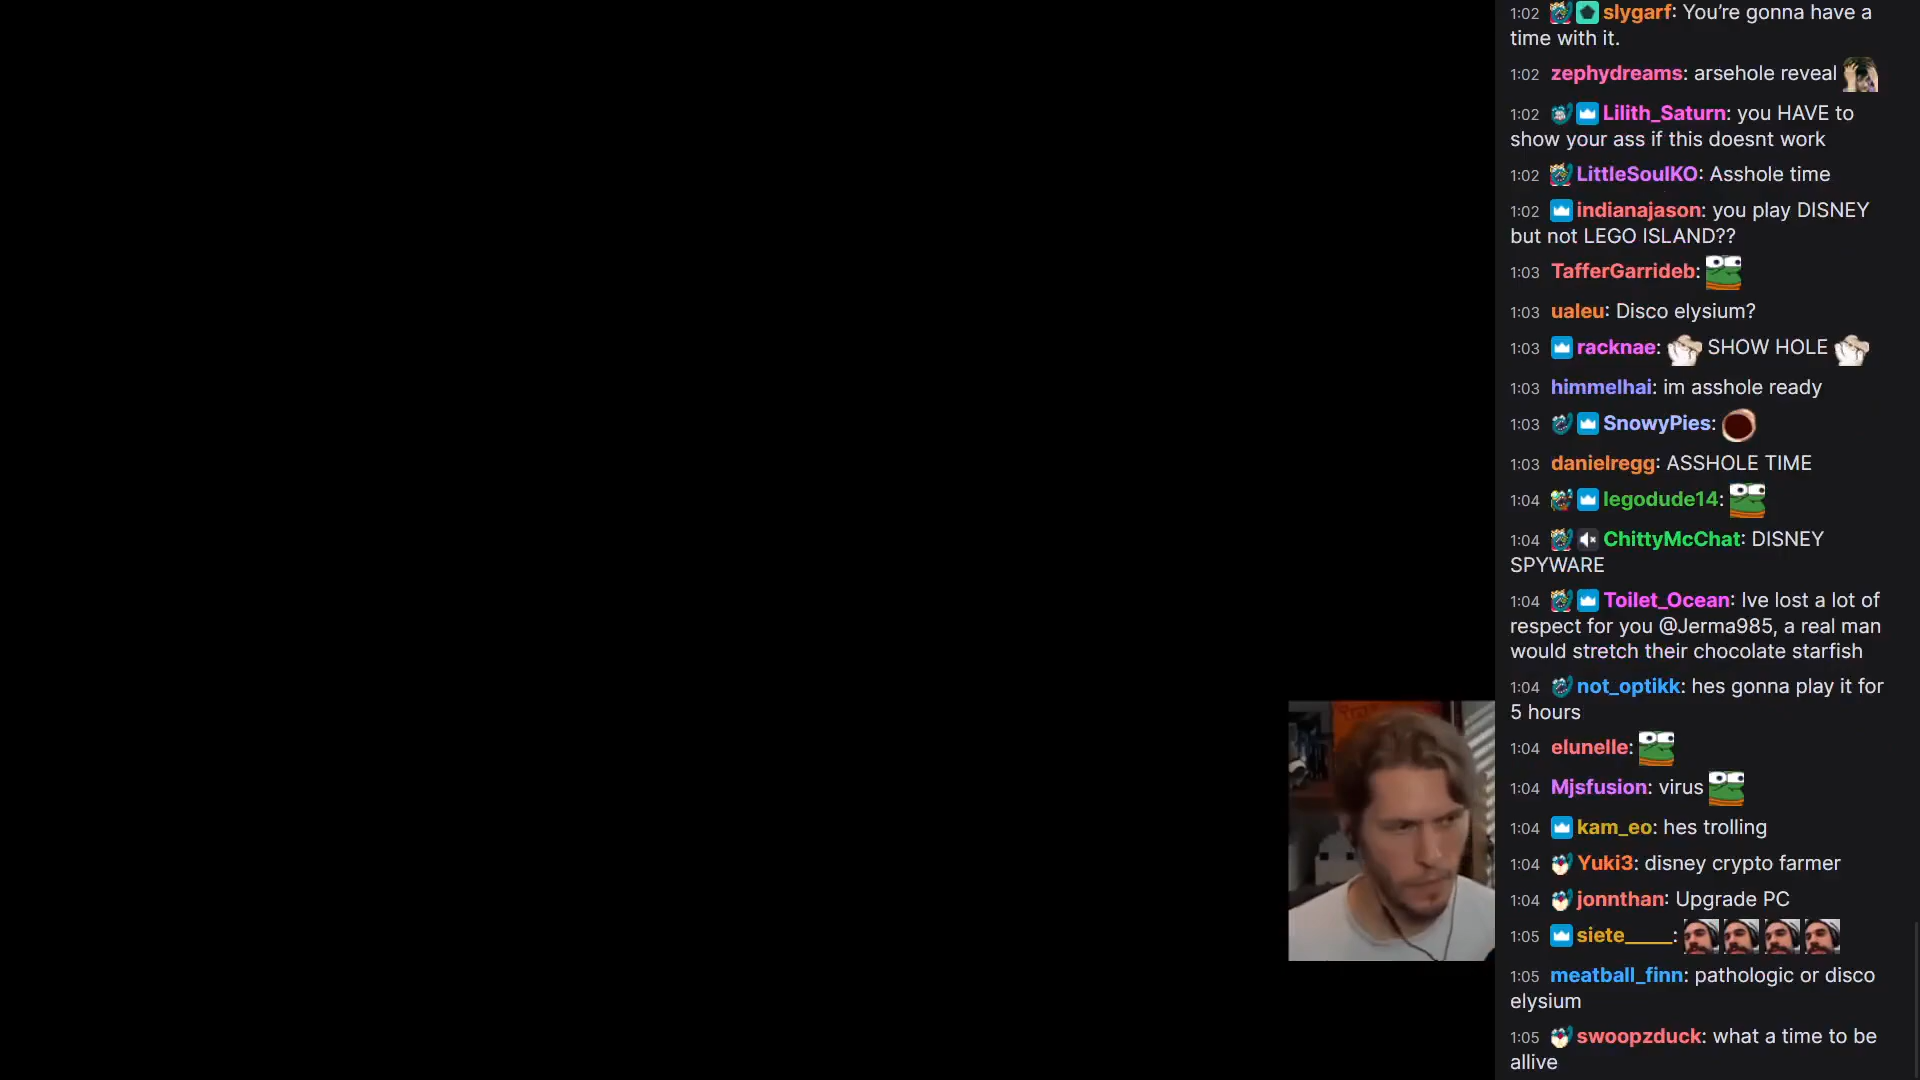 1:02 slygarf: You’re gonna have a
time with it.
1:02 zephydreams: arsehole reveal
1:02 Lilith_Saturn: you HAVE to
show your ass if this doesnt work
1:02 LittleSoulKO: Asshole time
1:02 indianajason: you play DISNEY
but not LEGO ISLAND??
1:03 TafferGarrideb:
1:03 ualeu: Disco elysium?
1:03 racknae: SHOW HOLE
1:03 himmelhai: im asshole ready
1:03 SnowyPies:
1:03 danielregg: ASSHOLE TIME
1:04 legodude14:
1:04 ChittyMcChat: DISNEY
SPYWARE
1:04 Toilet_Ocean: Ive lost a lot of
respect for you @Jerma985, a real man
would stretch their chocolate starfish
1:04 not_optikk: hes gonna play it for
5 hours
1:04 elunelle:
1:04 Mjsfusion: virus
1:04 kam_eo: hes trolling
1:04 Yuki3: disney crypto farmer
1:04 jonnthan: Upgrade PC
1:05 siete_____:
1:05 meatball_finn: pathologic or disco
elysium
1:05 swoopzduck: what a time to be
allive